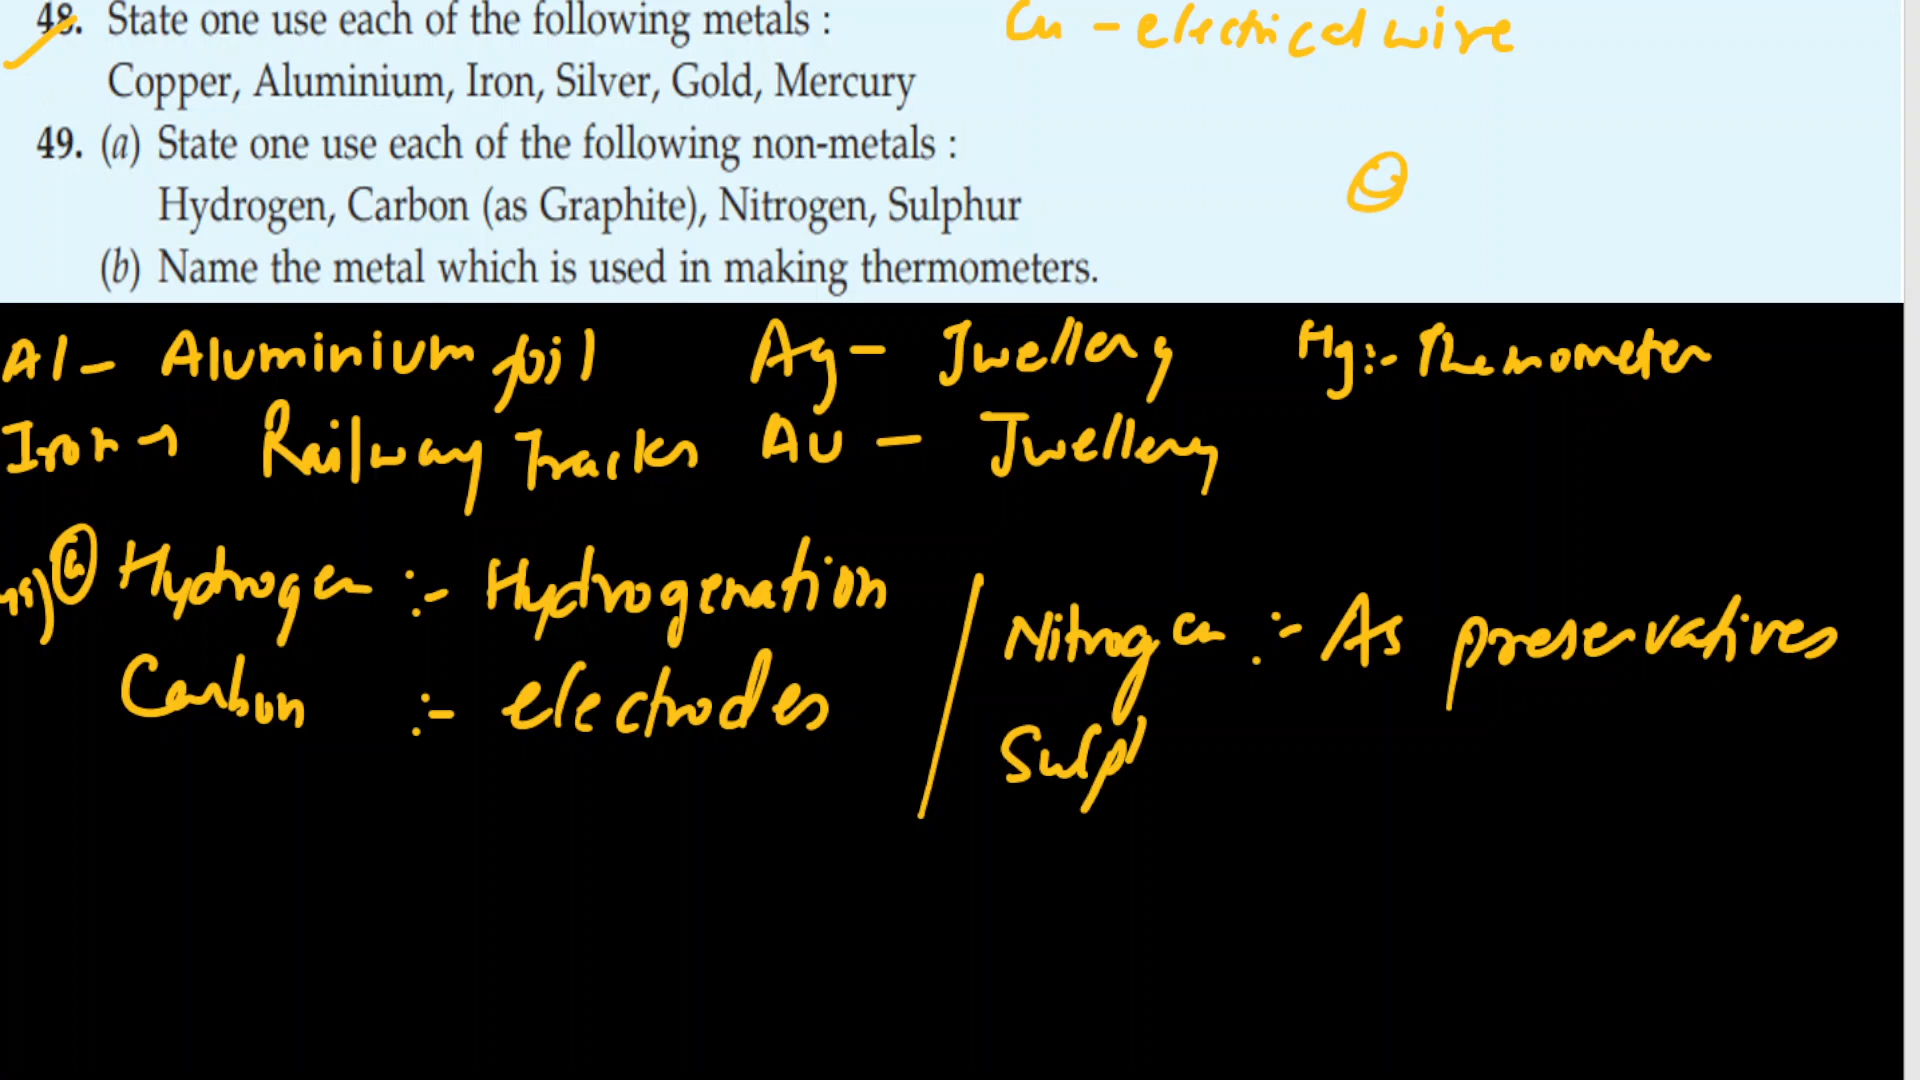 48. State one use each of the following metals :
Cu - electrical wire
Copper, Aluminium, Iron, Silver, Gold, Mercury
49. (a) State one use each of the following non-metals :
Hydrogen, Carbon (as Graphite), Nitrogen, Sulphur
(b) Name the metal which is used in making thermometers.
Al - Aluminium foil
Ag - Jwellery
Hg :- Themometer
Iron → Railway Tracks
Au - Jwellery
(a) Hydrogen :- Hydrogenation
Nitrogen :- As preservatives
Carbon :- electrodes
Sulp